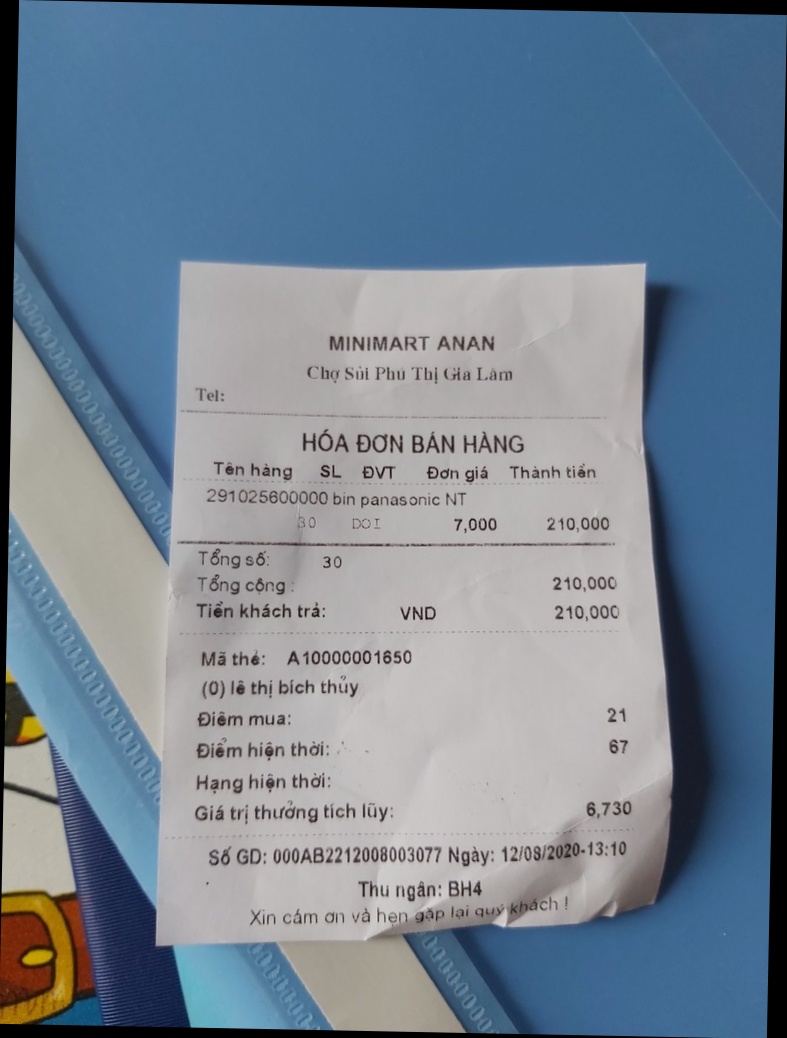 MINIMART ANAN
Chợ Sủi Phú Thị Gia Lâm
Tel:
HÓA ĐƠN BÁN HÀNG
Tên hàng SL ĐVT Đơn giá Thành tiền
291025600000 bin panasonic NT
30 DOI 7,000 210,000
Tổng số: 30
Tổng cộng : 210,000
Tiền khách trả: VND 210,000
Mã thẻ: A10000001650
(0) lê thị bích thủy
Điểm mua: 21
Điểm hiện thời: 67
Hạng hiện thời:
Giá trị thưởng tích lũy: 6,730
Số GD: 000AB2212008003077 Ngày: 12/08/2020-13:10
Thu ngân: BH4
Xin cám ơn và hẹn gặp lại quý khách !